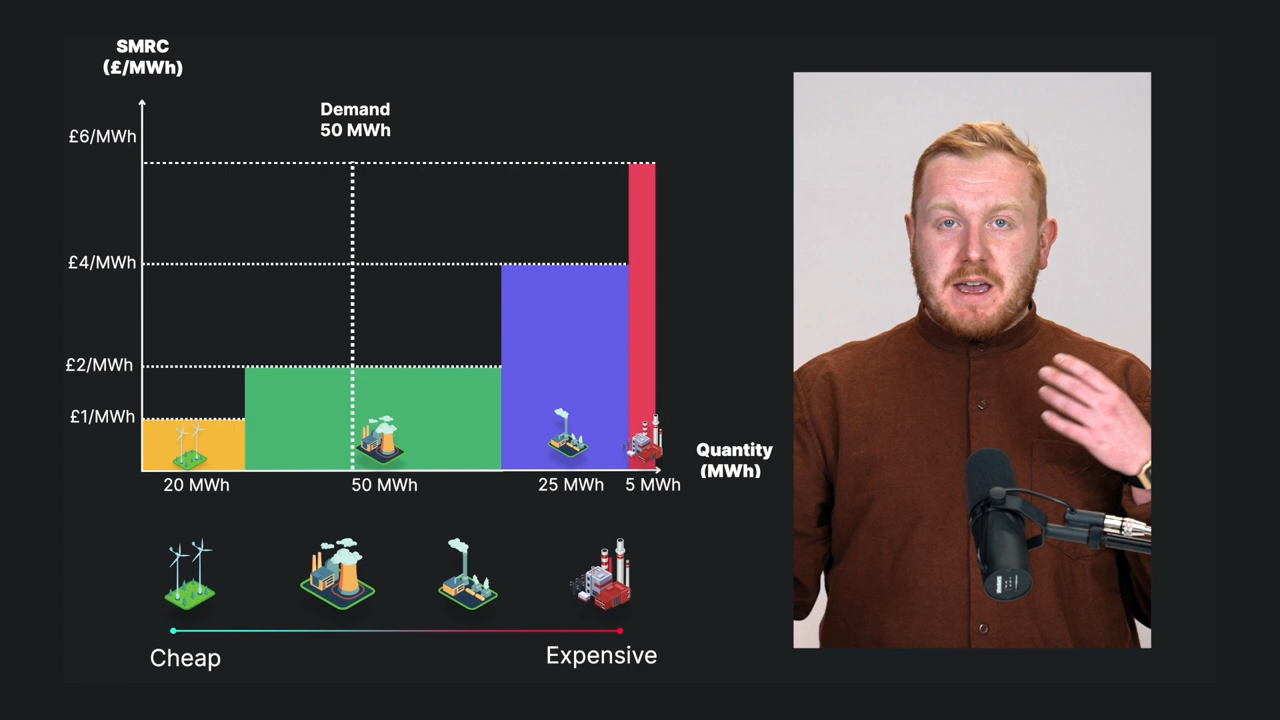 SMRC
(£/MWh)
Demand
50 MWh
£6/MWh
£4/MWh
£2/MWh
£1/MWh
Quantity
(MWh)
20 MWh
50 MWh
25 MWh
5 MWh
Cheap
Expensive